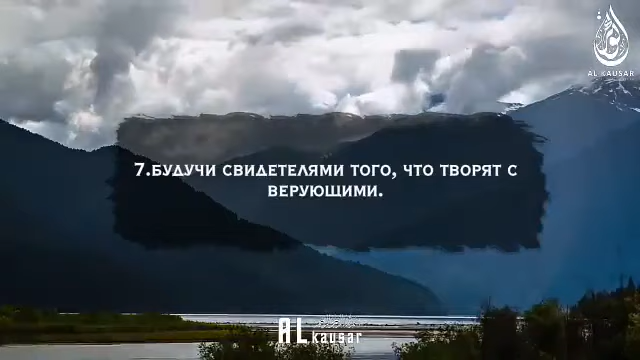 AL KAUSAR
7.БУДУЧИ СВИДЕТЕЛЯМИ ТОГО, ЧТО ТВОРЯТ С
ВЕРУЮЩИМИ.
AL
kausar